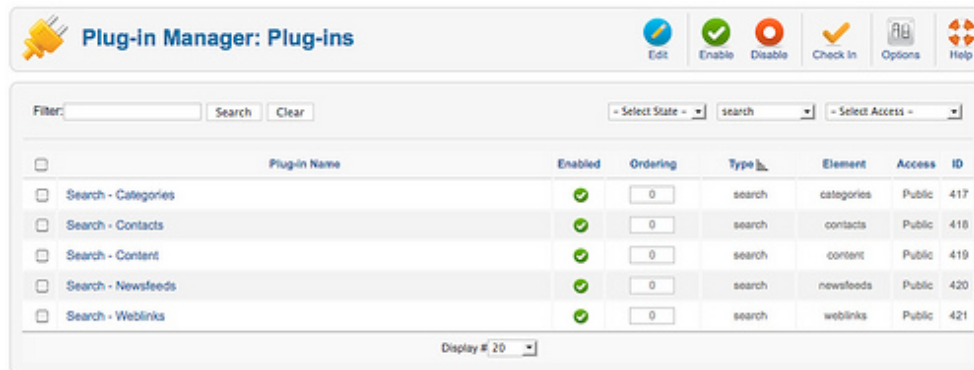 Plug-in Manager: Plug-ins
Edit Enable Disable Check In Options Help
Filter: Search Clear - Select State - search - Select Access -
Plug-in Name Enabled Ordering Type Element Access ID
Search - Categories 0 search categories Public 417
Search - Contacts 0 search contacts Public 418
Search - Content 0 search content Public 419
Search - Newsfeeds 0 search newsfeeds Public 420
Search - Weblinks 0 search weblinks Public 421
Display # 20